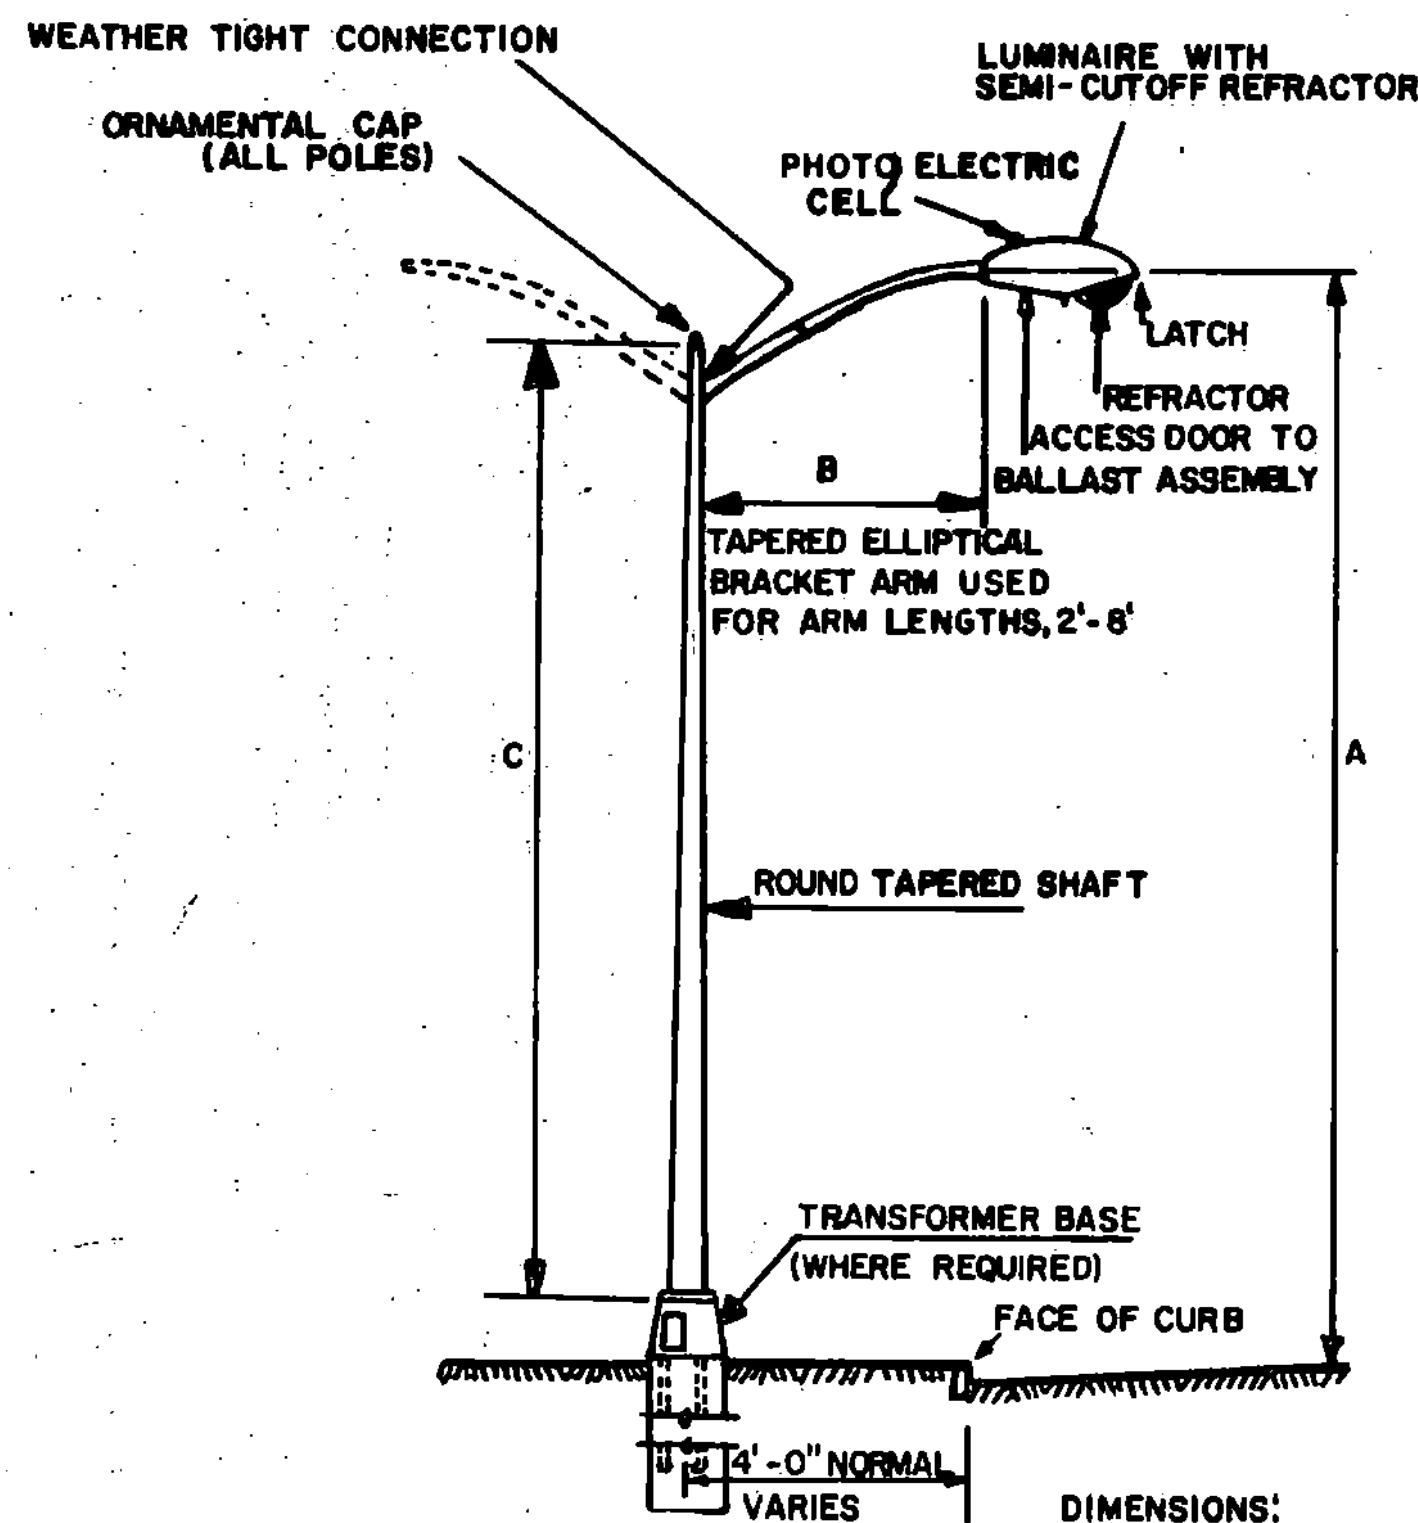 WEATHER TIGHT CONNECTION
LUMINAIRE WITH
SEMI-CUTOFF REFRACTOR
ORNAMENTAL CAP
(ALL POLES)
PHOTO ELECTRIC
CELL
LATCH
REFRACTOR
ACCESS DOOR TO
BALLAST ASSEMBLY
B
TAPERED ELLIPTICAL
BRACKET ARM USED
FOR ARM LENGTHS, 2'-8'
C
A
ROUND TAPERED SHAFT
TRANSFORMER BASE
(WHERE REQUIRED)
FACE OF CURB
4'-0" NORMAL
VARIES
DIMENSIONS: